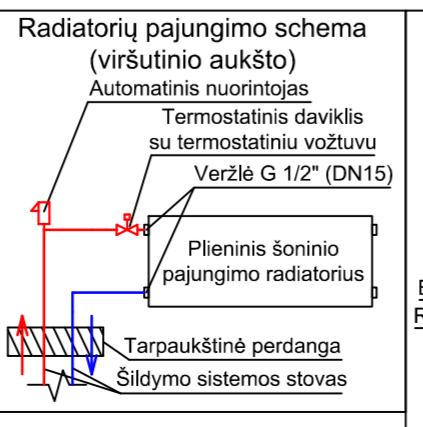 Radiatorių pajungimo schema
(viršutinio aukšto)
Automatinis nuorintojas
Termostatinis daviklis
su termostatiniu vožtuvu
Veržlė G 1/2" (DN15)
Plieninis šoninio
pajungimo radiatorius
Tarpaukštinė perdanga
Šildymo sistemos stovas